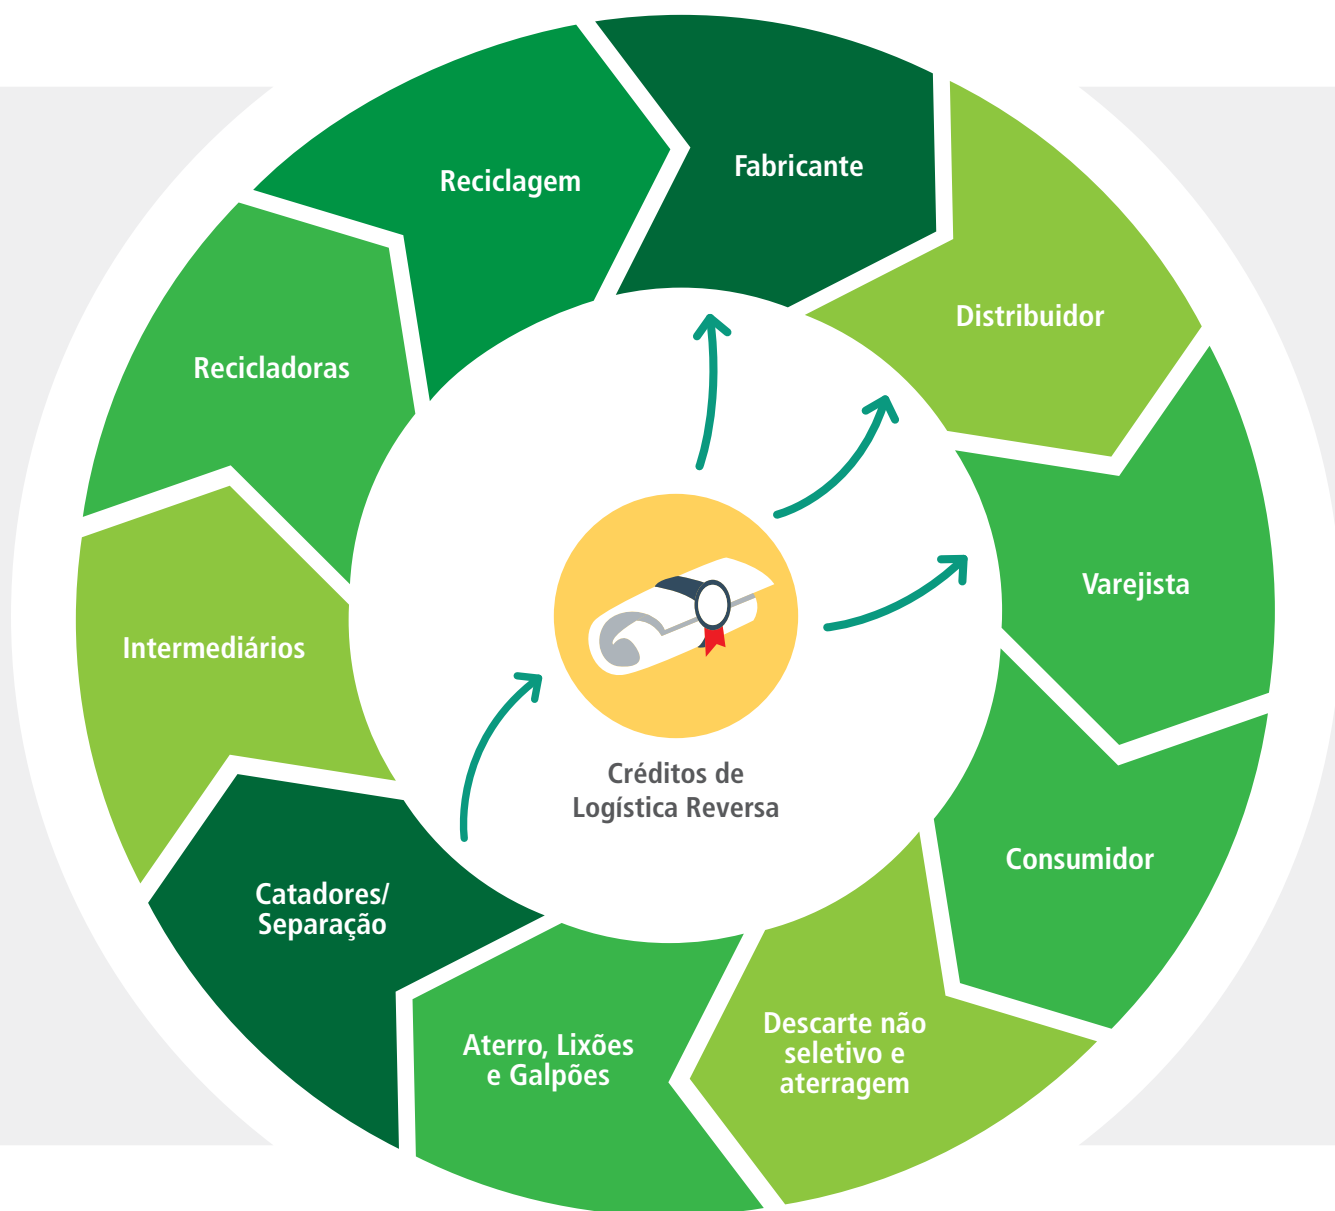 Fabricante
Distribuidor
Varejista
Consumidor
Descarte não
seletivo e
aterragem
Aterro, Lixões
e Galpões
Catadores/
Separação
Intermediários
Recicladoras
Reciclagem
Créditos de
Logística Reversa